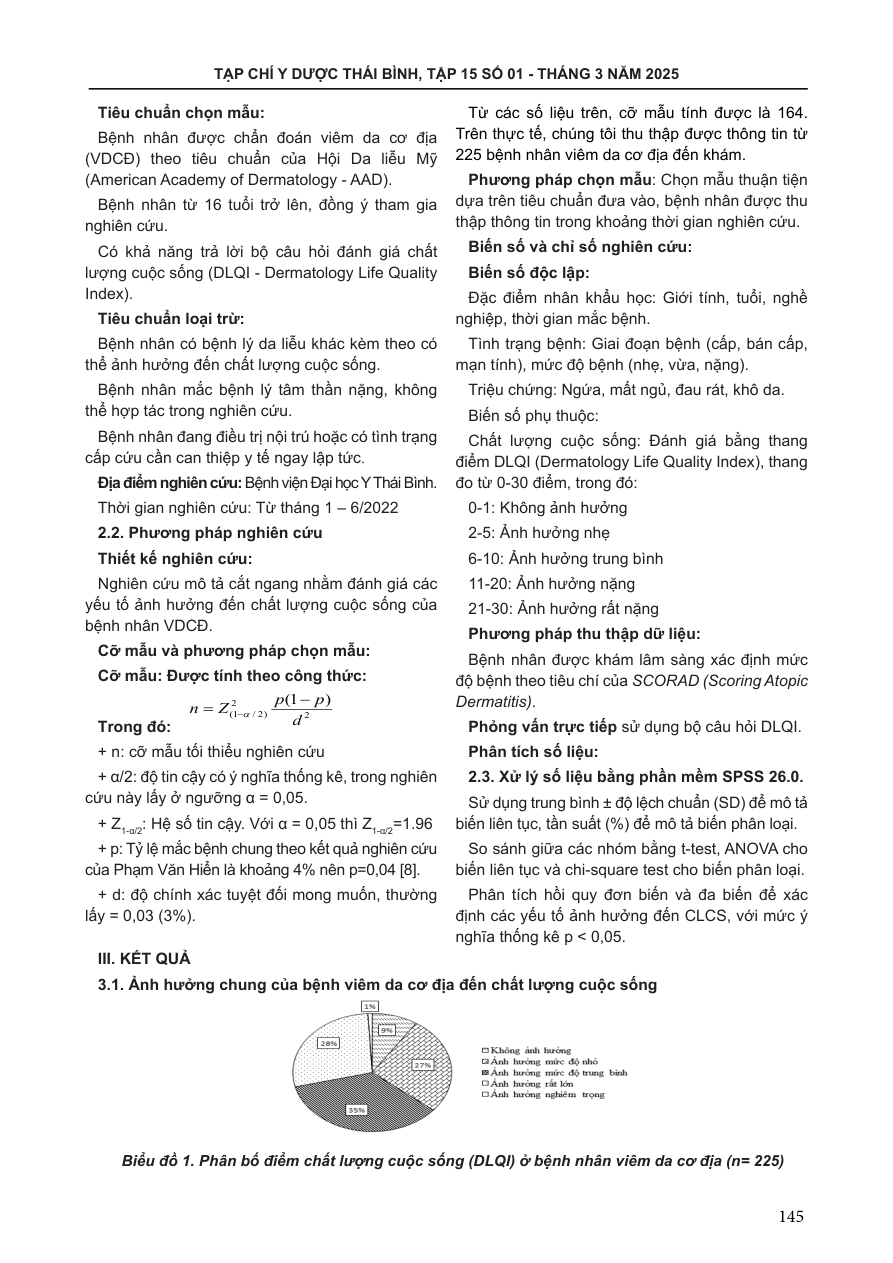 TẠP CHÍ Y DƯỢC THÁI BÌNH, TẬP 15 SỐ 01 - THÁNG 3 NĂM 2025
Tiêu chuẩn chọn mẫu:
Bệnh nhân được chẩn đoán viêm da cơ địa
(VDCĐ) theo tiêu chuẩn của Hội Da liễu Mỹ
(American Academy of Dermatology - AAD).
Bệnh nhân từ 16 tuổi trở lên, đồng ý tham gia
nghiên cứu.
Có khả năng trả lời bộ câu hỏi đánh giá chất
lượng cuộc sống (DLQI - Dermatology Life Quality
Index).
Tiêu chuẩn loại trừ:
Bệnh nhân có bệnh lý da liễu khác kèm theo có
thể ảnh hưởng đến chất lượng cuộc sống.
Bệnh nhân mắc bệnh lý tâm thần nặng, không
thể hợp tác trong nghiên cứu.
Bệnh nhân đang điều trị nội trú hoặc có tình trạng
cấp cứu cần can thiệp y tế ngay lập tức.
Địa điểm nghiên cứu: Bệnh viện Đại học Y Thái Bình.
Thời gian nghiên cứu: Từ tháng 1 – 6/2022
2.2. Phương pháp nghiên cứu
Thiết kế nghiên cứu:
Nghiên cứu mô tả cắt ngang nhằm đánh giá các
yếu tố ảnh hưởng đến chất lượng cuộc sống của
bệnh nhân VDCĐ.
Cỡ mẫu và phương pháp chọn mẫu:
Cỡ mẫu: Được tính theo công thức:
n = Z²(1−α/2) p(1 − p) / d²
Trong đó:
+ n: cỡ mẫu tối thiểu nghiên cứu
+ α/2: độ tin cậy có ý nghĩa thống kê, trong nghiên
cứu này lấy ở ngưỡng α = 0,05.
+ Z1-α/2: Hệ số tin cậy. Với α = 0,05 thì Z1-α/2=1.96
+ p: Tỷ lệ mắc bệnh chung theo kết quả nghiên cứu
của Phạm Văn Hiển là khoảng 4% nên p=0,04 [8].
+ d: độ chính xác tuyệt đối mong muốn, thường
lấy = 0,03 (3%).
Từ các số liệu trên, cỡ mẫu tính được là 164.
Trên thực tế, chúng tôi thu thập được thông tin từ
225 bệnh nhân viêm da cơ địa đến khám.
Phương pháp chọn mẫu: Chọn mẫu thuận tiện
dựa trên tiêu chuẩn đưa vào, bệnh nhân được thu
thập thông tin trong khoảng thời gian nghiên cứu.
Biến số và chỉ số nghiên cứu:
Biến số độc lập:
Đặc điểm nhân khẩu học: Giới tính, tuổi, nghề
nghiệp, thời gian mắc bệnh.
Tình trạng bệnh: Giai đoạn bệnh (cấp, bán cấp,
mạn tính), mức độ bệnh (nhẹ, vừa, nặng).
Triệu chứng: Ngứa, mất ngủ, đau rát, khô da.
Biến số phụ thuộc:
Chất lượng cuộc sống: Đánh giá bằng thang
điểm DLQI (Dermatology Life Quality Index), thang
đo từ 0-30 điểm, trong đó:
0-1: Không ảnh hưởng
2-5: Ảnh hưởng nhẹ
6-10: Ảnh hưởng trung bình
11-20: Ảnh hưởng nặng
21-30: Ảnh hưởng rất nặng
Phương pháp thu thập dữ liệu:
Bệnh nhân được khám lâm sàng xác định mức
độ bệnh theo tiêu chí của SCORAD (Scoring Atopic
Dermatitis).
Phỏng vấn trực tiếp sử dụng bộ câu hỏi DLQI.
Phân tích số liệu:
2.3. Xử lý số liệu bằng phần mềm SPSS 26.0.
Sử dụng trung bình ± độ lệch chuẩn (SD) để mô tả
biến liên tục, tần suất (%) để mô tả biến phân loại.
So sánh giữa các nhóm bằng t-test, ANOVA cho
biến liên tục và chi-square test cho biến phân loại.
Phân tích hồi quy đơn biến và đa biến để xác
định các yếu tố ảnh hưởng đến CLCS, với mức ý
nghĩa thống kê p < 0,05.
III. KẾT QUẢ
3.1. Ảnh hưởng chung của bệnh viêm da cơ địa đến chất lượng cuộc sống
1%
9%
28%
27%
35%
Không ảnh hưởng
Ảnh hưởng mức độ nhỏ
Ảnh hưởng mức độ trung bình
Ảnh hưởng rất lớn
Ảnh hưởng nghiêm trọng
Biểu đồ 1. Phân bố điểm chất lượng cuộc sống (DLQI) ở bệnh nhân viêm da cơ địa (n= 225)
145